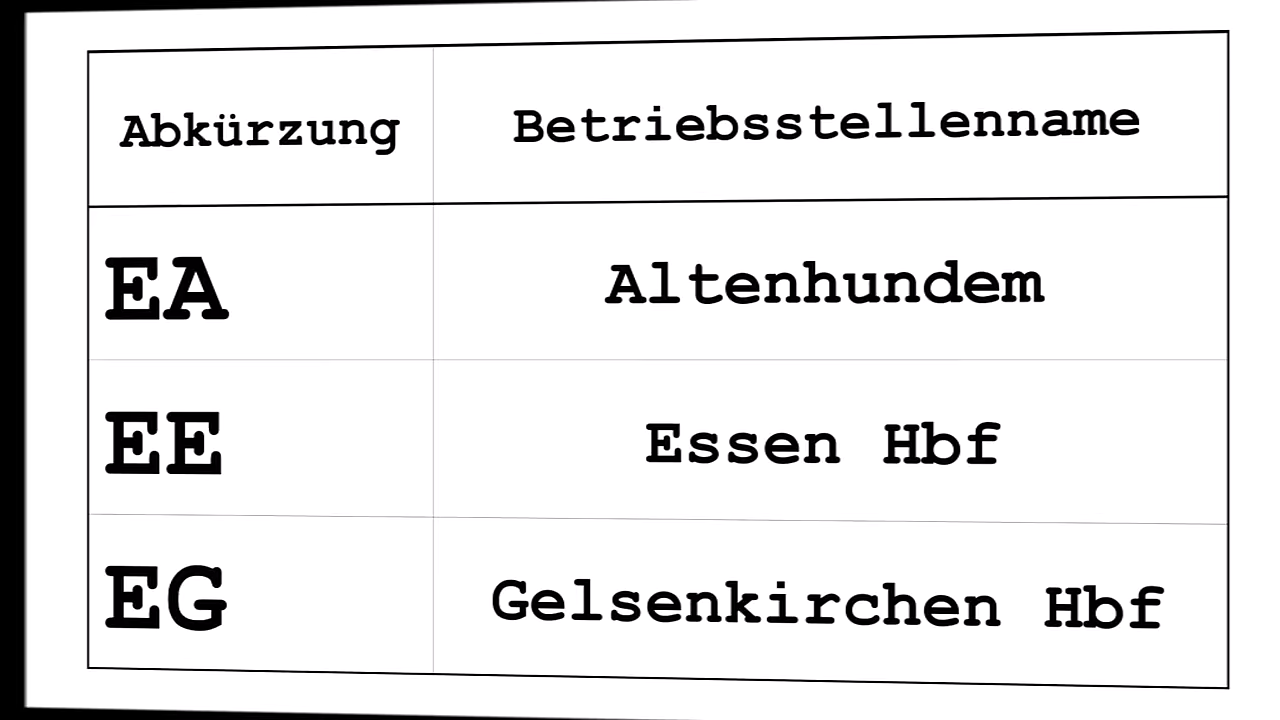 Abkürzung Betriebsstellenname
EA Altenhundem
EE Essen Hbf
EG Gelsenkirchen Hbf